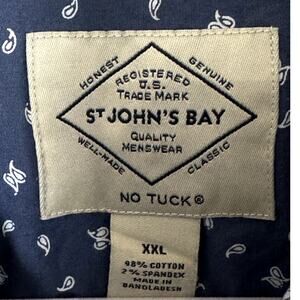 HONEST GENUINE
REGISTERED
U.S.
TRADE MARK
ST JOHN'S BAY
QUALITY
MENSWEAR
WELL-MADE CLASSIC
NO TUCK®
XXL
98% COTTON
2% SPANDEX
MADE IN
BANGLADESH